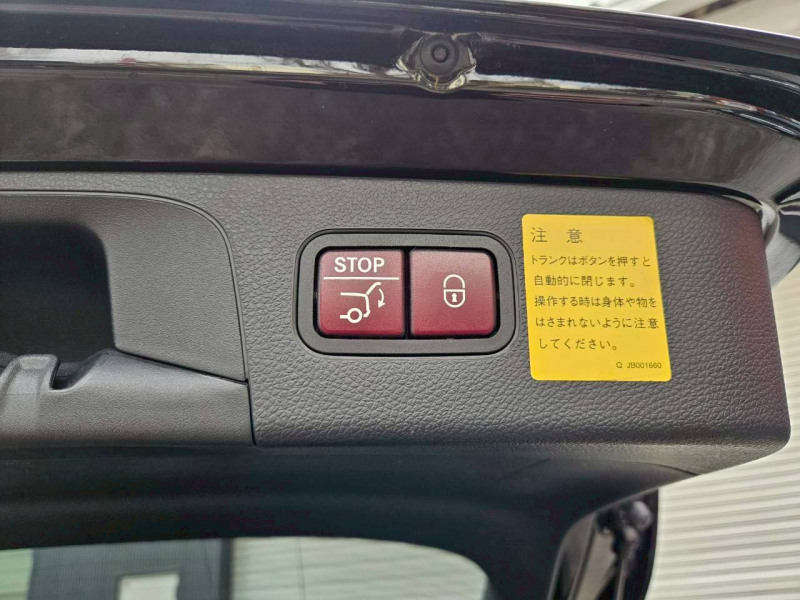 STOP
注 意
トランクはボタンを押すと
自動的に閉じます。
操作する時は身体や物を
はさまれないように注意
してください。
Q JB001660